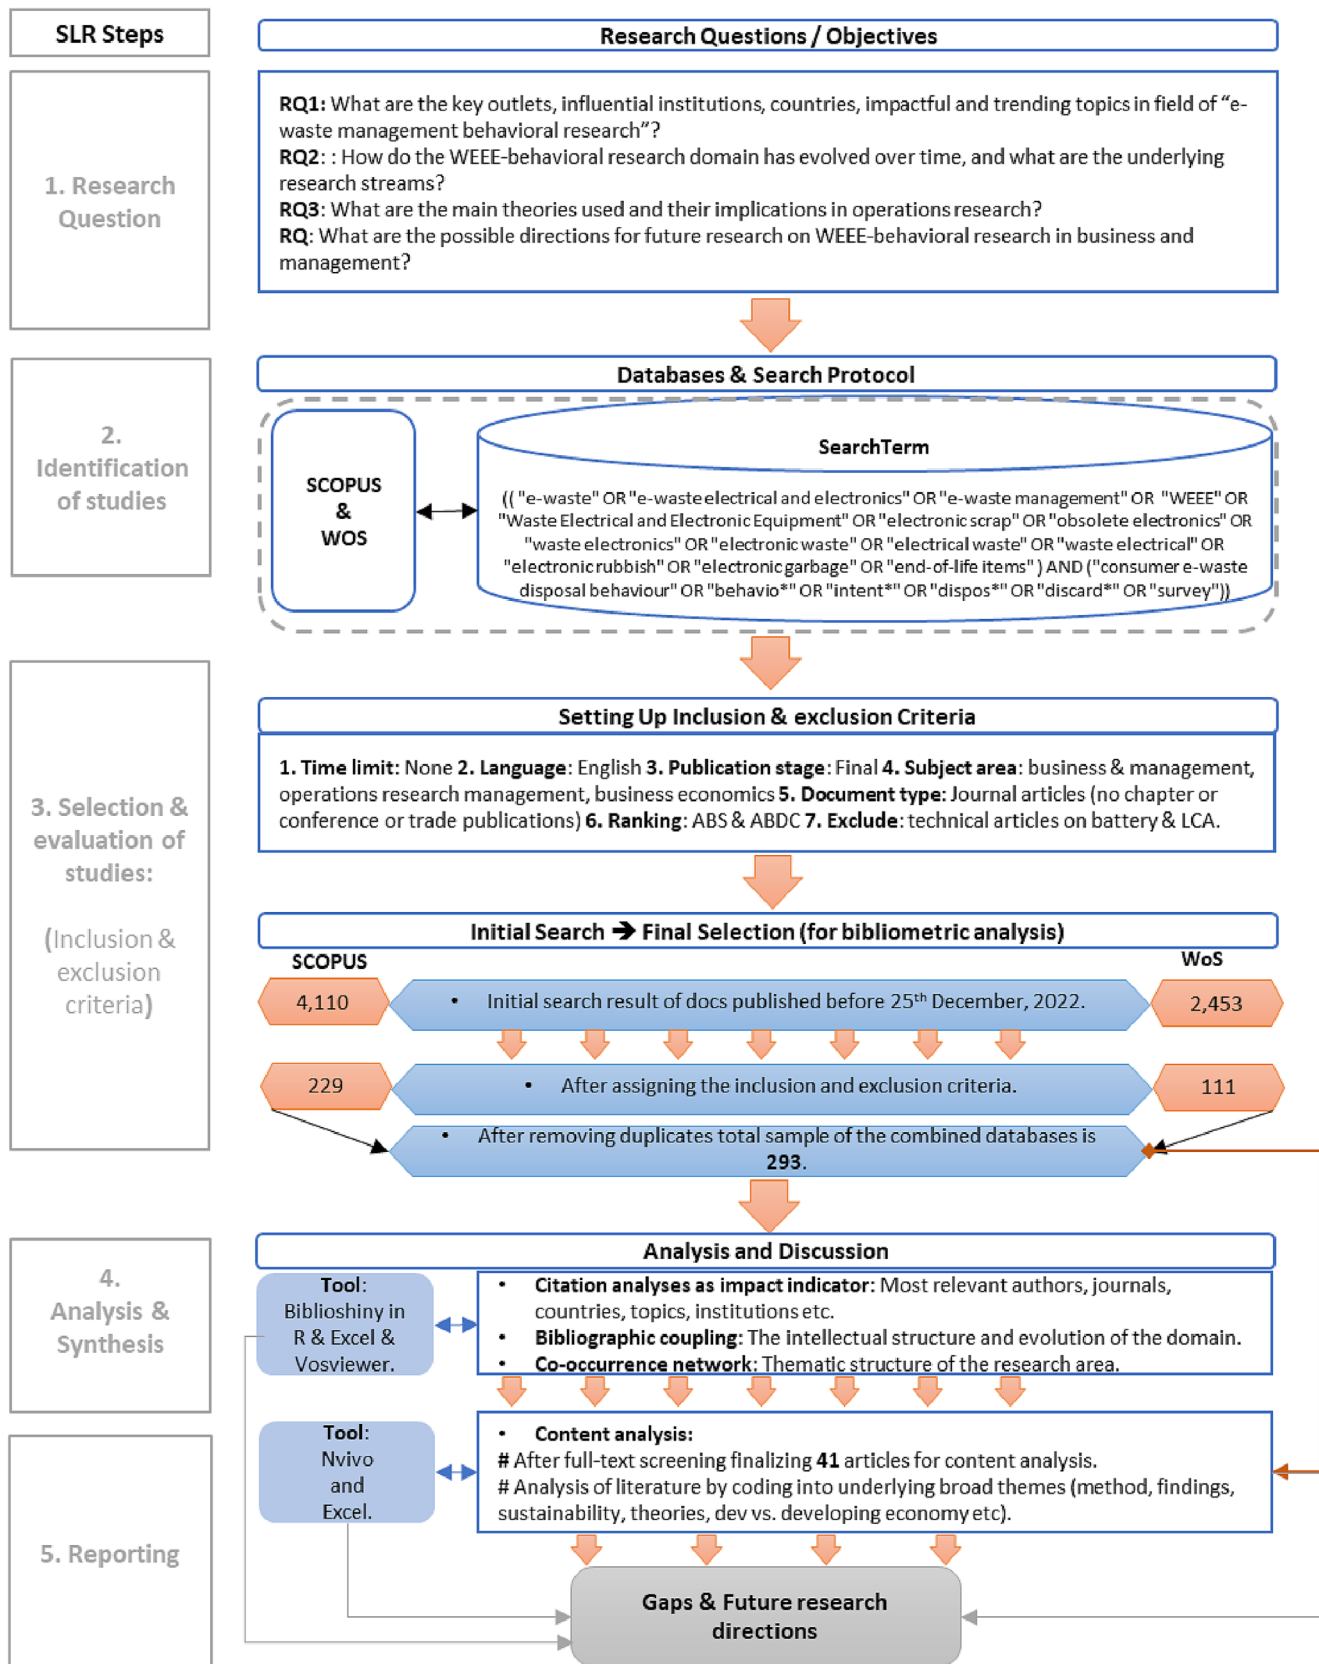 SLR Steps
Research Questions / Objectives
1. Research
Question
RQ1: What are the key outlets, influential institutions, countries, impactful and trending topics in field of “e-
waste management behavioral research”?
RQ2: : How do the WEEE-behavioral research domain has evolved over time, and what are the underlying
research streams?
RQ3: What are the main theories used and their implications in operations research?
RQ: What are the possible directions for future research on WEEE-behavioral research in business and
management?
2.
Identification
of studies
Databases & Search Protocol
SCOPUS
&
WOS
SearchTerm
(( "e-waste" OR "e-waste electrical and electronics" OR "e-waste management" OR "WEEE" OR
"Waste Electrical and Electronic Equipment" OR "electronic scrap" OR "obsolete electronics" OR
"waste electronics" OR "electronic waste" OR "electrical waste" OR "waste electrical" OR
"electronic rubbish" OR "electronic garbage" OR "end-of-life items" ) AND ("consumer e-waste
disposal behaviour" OR "behavio*" OR "intent*" OR "dispos*" OR "discard*" OR "survey"))
3. Selection &
evaluation of
studies:
(Inclusion &
exclusion
criteria)
Setting Up Inclusion & exclusion Criteria
1. Time limit: None 2. Language: English 3. Publication stage: Final 4. Subject area: business & management,
operations research management, business economics 5. Document type: Journal articles (no chapter or
conference or trade publications) 6. Ranking: ABS & ABDC 7. Exclude: technical articles on battery & LCA.
Initial Search ➔ Final Selection (for bibliometric analysis)
SCOPUS
WoS
4,110
• Initial search result of docs published before 25th December, 2022.
2,453
229
• After assigning the inclusion and exclusion criteria.
111
• After removing duplicates total sample of the combined databases is
293.
4.
Analysis &
Synthesis
Analysis and Discussion
Tool:
Biblioshiny in
R & Excel &
Vosviewer.
• Citation analyses as impact indicator: Most relevant authors, journals,
countries, topics, institutions etc.
• Bibliographic coupling: The intellectual structure and evolution of the domain.
• Co-occurrence network: Thematic structure of the research area.
5. Reporting
Tool:
Nvivo
and
Excel.
• Content analysis:
# After full-text screening finalizing 41 articles for content analysis.
# Analysis of literature by coding into underlying broad themes (method, findings,
sustainability, theories, dev vs. developing economy etc).
Gaps & Future research
directions